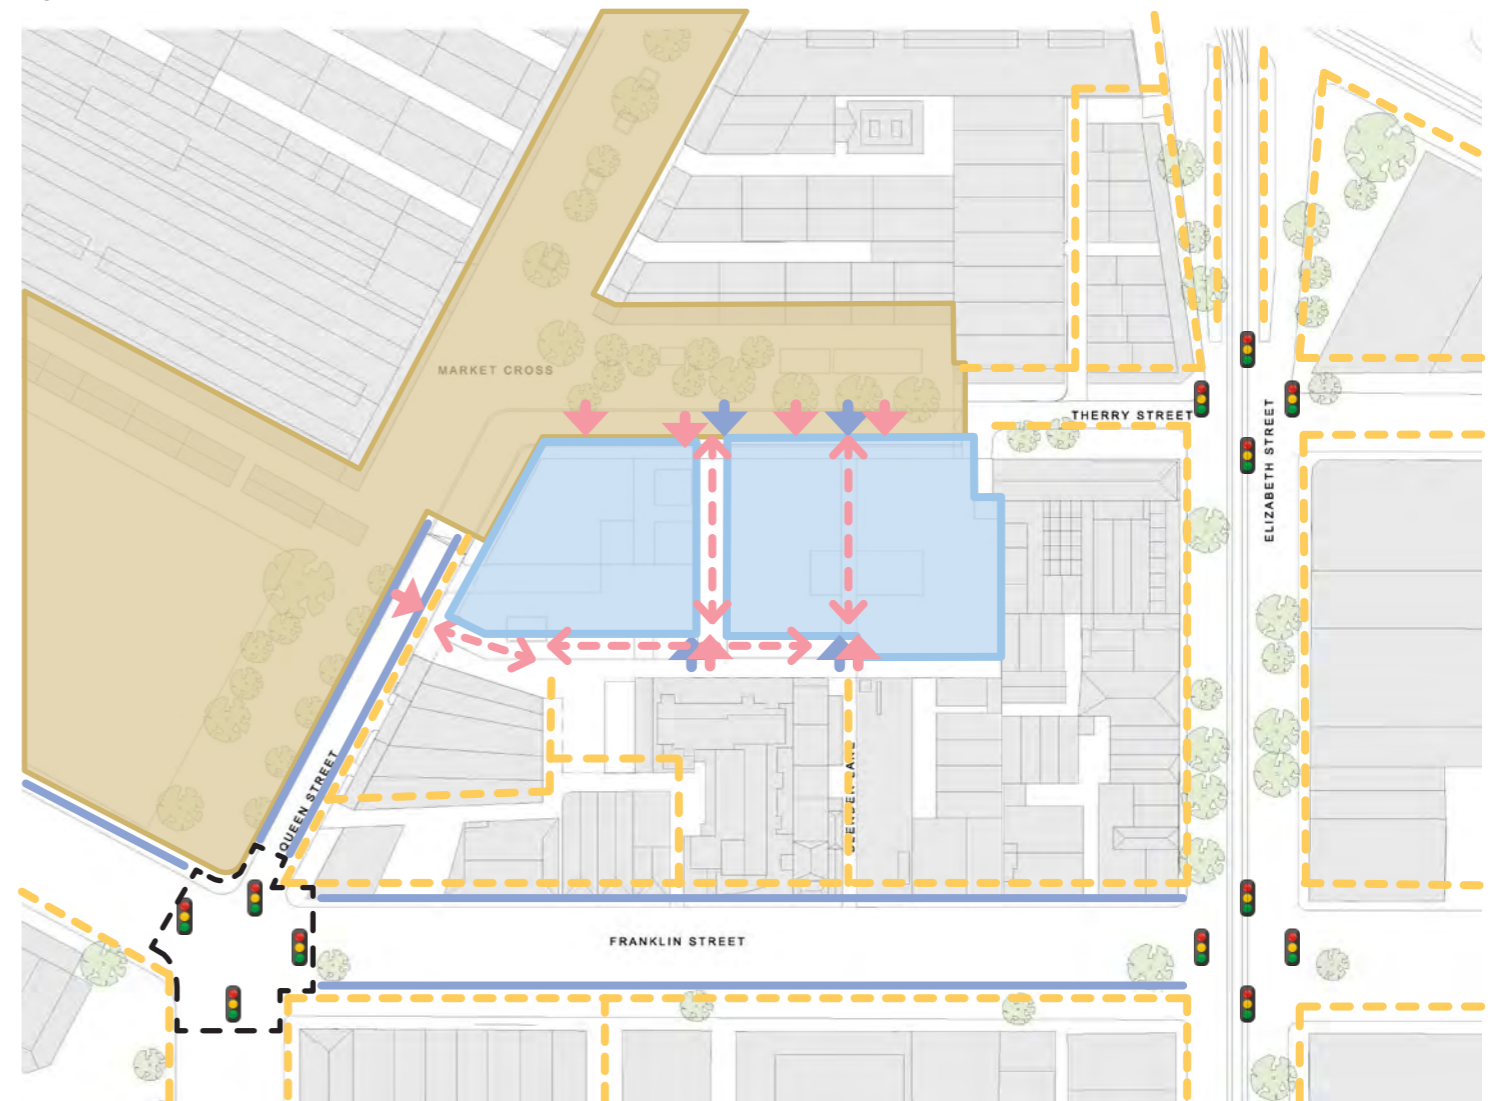 MARKET CROSS
THERRY STREET
ELIZABETH STREET
QUEEN STREET
FRANKLIN STREET